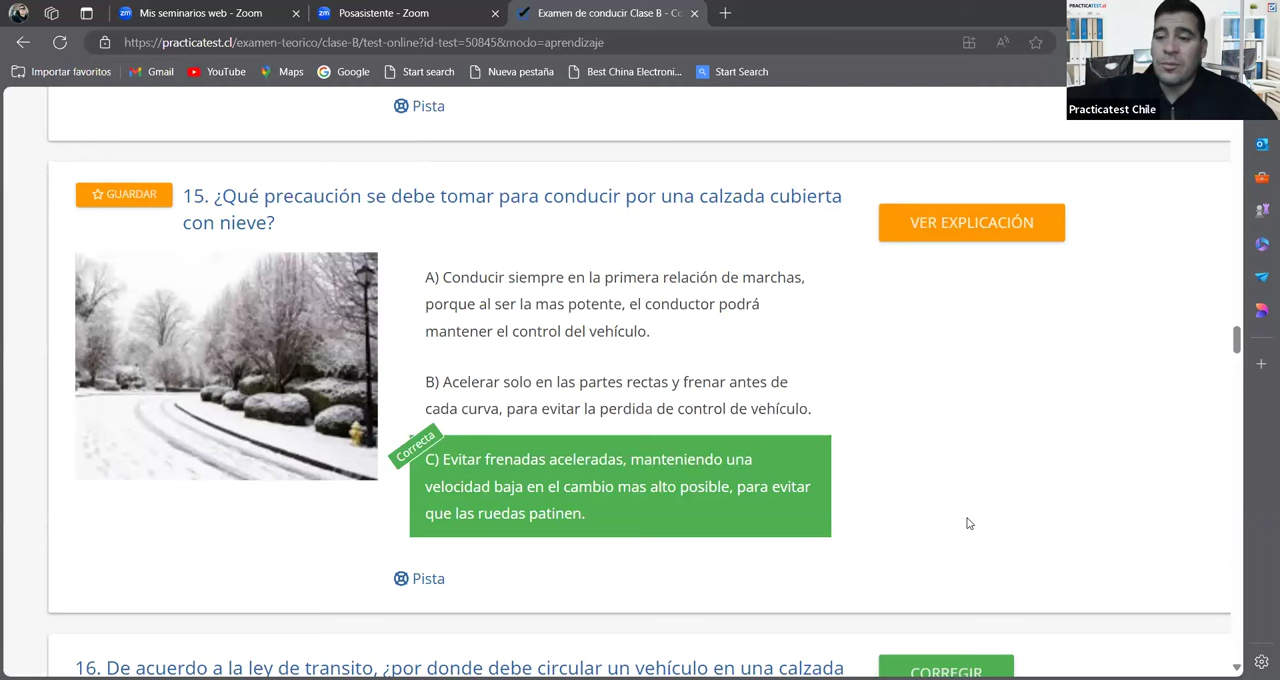 Mis seminarios web - Zoom
Posasistente - Zoom
Examen de conducir Clase B - Co
https://practicatest.cl/examen-teorico/clase-B/test-online?id-test=50845&modo=aprendizaje
Importar favoritos
Gmail
YouTube
Maps
Google
Start search
Nueva pestaña
Best China Electroni...
Start Search
PRACTICATEST.cl
Practicatest Chile
Pista
GUARDAR
15. ¿Qué precaución se debe tomar para conducir por una calzada cubierta
con nieve?
VER EXPLICACIÓN
A) Conducir siempre en la primera relación de marchas,
porque al ser la mas potente, el conductor podrá
mantener el control del vehículo.
B) Acelerar solo en las partes rectas y frenar antes de
cada curva, para evitar la perdida de control de vehículo.
Correcta
C) Evitar frenadas aceleradas, manteniendo una
velocidad baja en el cambio mas alto posible, para evitar
que las ruedas patinen.
Pista
16. De acuerdo a la ley de transito, ¿por donde debe circular un vehículo en una calzada
CORREGIR